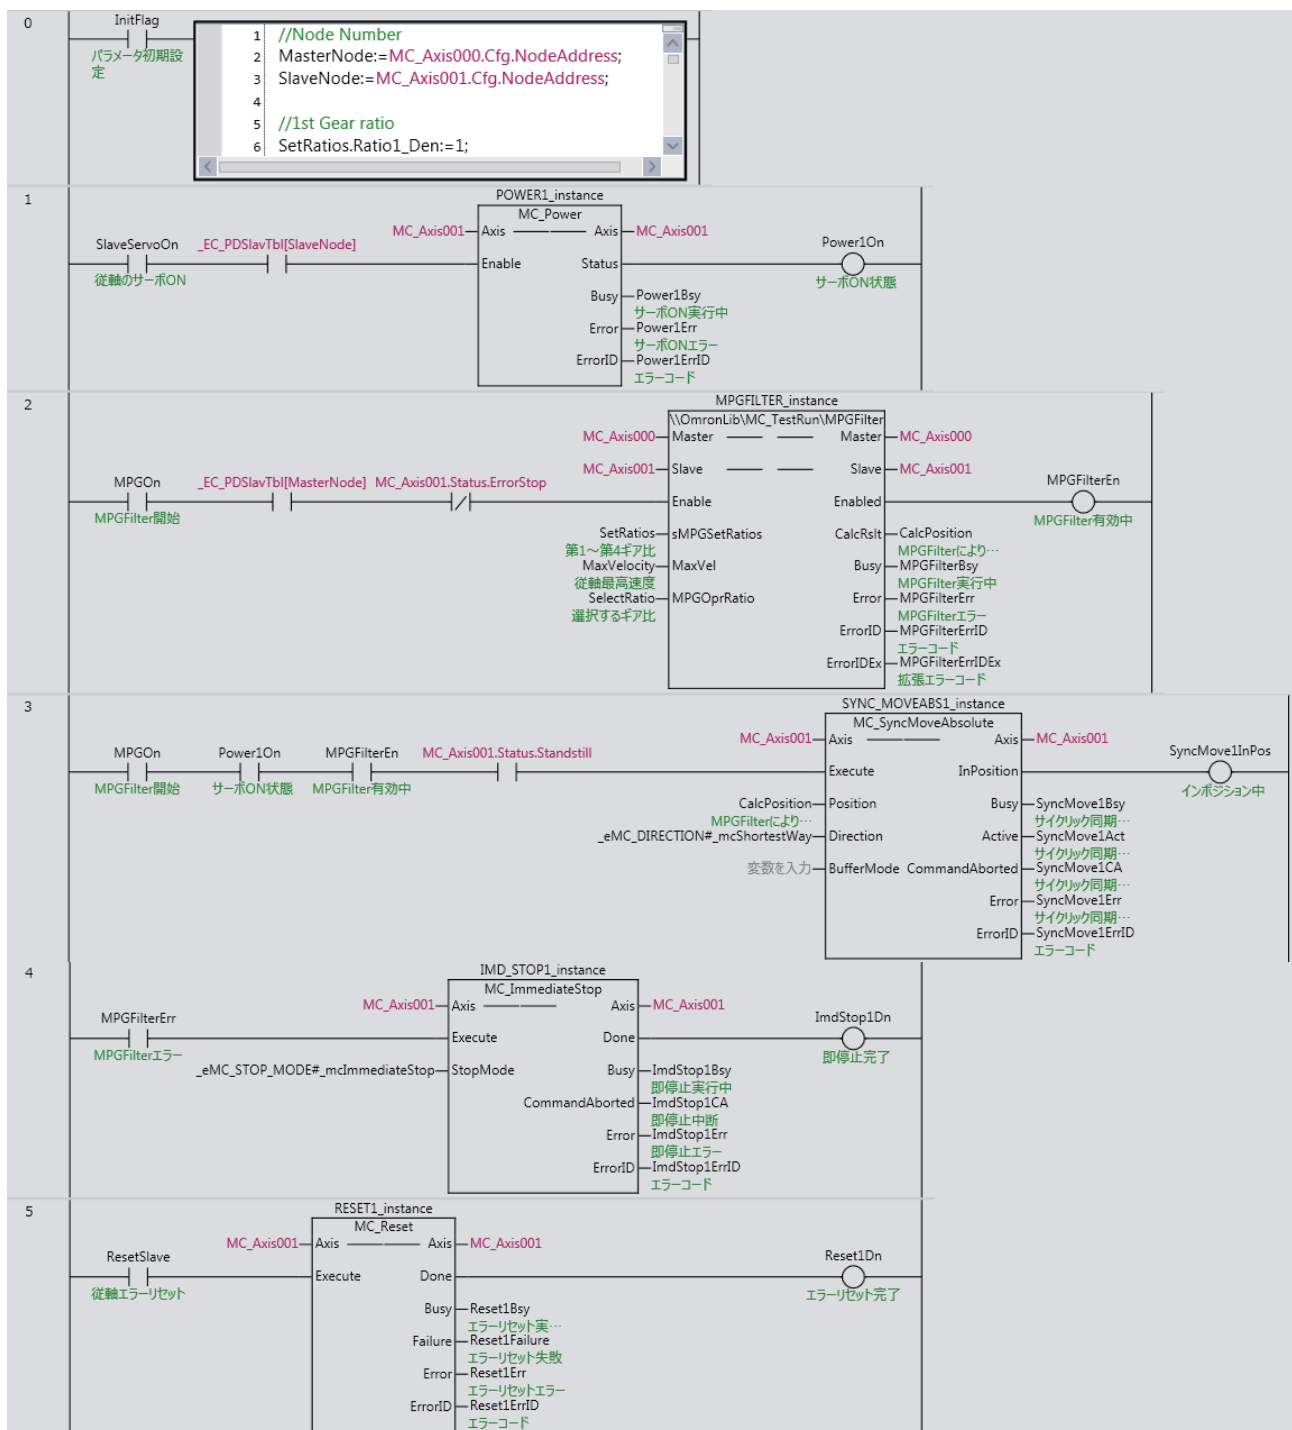 0
InitFlag
パラメータ初期設
定
1 //Node Number
2 MasterNode:=MC_Axis000.Cfg.NodeAddress;
3 SlaveNode:=MC_Axis001.Cfg.NodeAddress;
4
5 //1st Gear ratio
6 SetRatios.Ratio1_Den:=1;
1
POWER1_instance
MC_Power
MC_Axis001 Axis Axis MC_Axis001
SlaveServoOn _EC_PDSlavTbl[SlaveNode] Power1On
Enable Status
従軸のサーボON サーボON状態
Busy Power1Bsy
サーボON実行中
Error Power1Err
サーボONエラー
ErrorID Power1ErrID
エラーコード
2
MPGFILTER_instance
\\OmronLib\MC_TestRun\MPGFilter
MC_Axis000 Master Master MC_Axis000
MC_Axis001 Slave Slave MC_Axis001
MPGOn _EC_PDSlavTbl[MasterNode] MC_Axis001.Status.ErrorStop MPGFilterEn
Enable Enabled
MPGFilter開始 MPGFilter有効中
SetRatios sMPGSetRatios CalcRslt CalcPosition
第1～第4ギア比 MPGFilterにより…
MaxVelocity MaxVel Busy MPGFilterBsy
従軸最高速度 MPGFilter実行中
SelectRatio MPGOprRatio Error MPGFilterErr
選択するギア比 MPGFilterエラー
ErrorID MPGFilterErrID
エラーコード
ErrorIDEx MPGFilterErrIDEx
拡張エラーコード
3
SYNC_MOVEABS1_instance
MC_SyncMoveAbsolute
MC_Axis001 Axis Axis MC_Axis001
MPGOn Power1On MPGFilterEn MC_Axis001.Status.Standstill SyncMove1InPos
Execute InPosition
MPGFilter開始 サーボON状態 MPGFilter有効中 インポジション中
CalcPosition Position Busy SyncMove1Bsy
MPGFilterにより… サイクリック同期…
_eMC_DIRECTION#_mcShortestWay Direction Active SyncMove1Act
サイクリック同期…
変数を入力 BufferMode CommandAborted SyncMove1CA
サイクリック同期…
Error SyncMove1Err
サイクリック同期…
ErrorID SyncMove1ErrID
エラーコード
4
IMD_STOP1_instance
MC_ImmediateStop
MC_Axis001 Axis Axis MC_Axis001
MPGFilterErr ImdStop1Dn
Execute Done
MPGFilterエラー 即停止完了
_eMC_STOP_MODE#_mcImmediateStop StopMode Busy ImdStop1Bsy
即停止実行中
CommandAborted ImdStop1CA
即停止中断
Error ImdStop1Err
即停止エラー
ErrorID ImdStop1ErrID
エラーコード
5
RESET1_instance
MC_Reset
MC_Axis001 Axis Axis MC_Axis001
ResetSlave Reset1Dn
Execute Done
従軸エラーリセット エラーリセット完了
Busy Reset1Bsy
エラーリセット実…
Failure Reset1Failure
エラーリセット失敗
Error Reset1Err
エラーリセットエラー
ErrorID Reset1ErrID
エラーコード